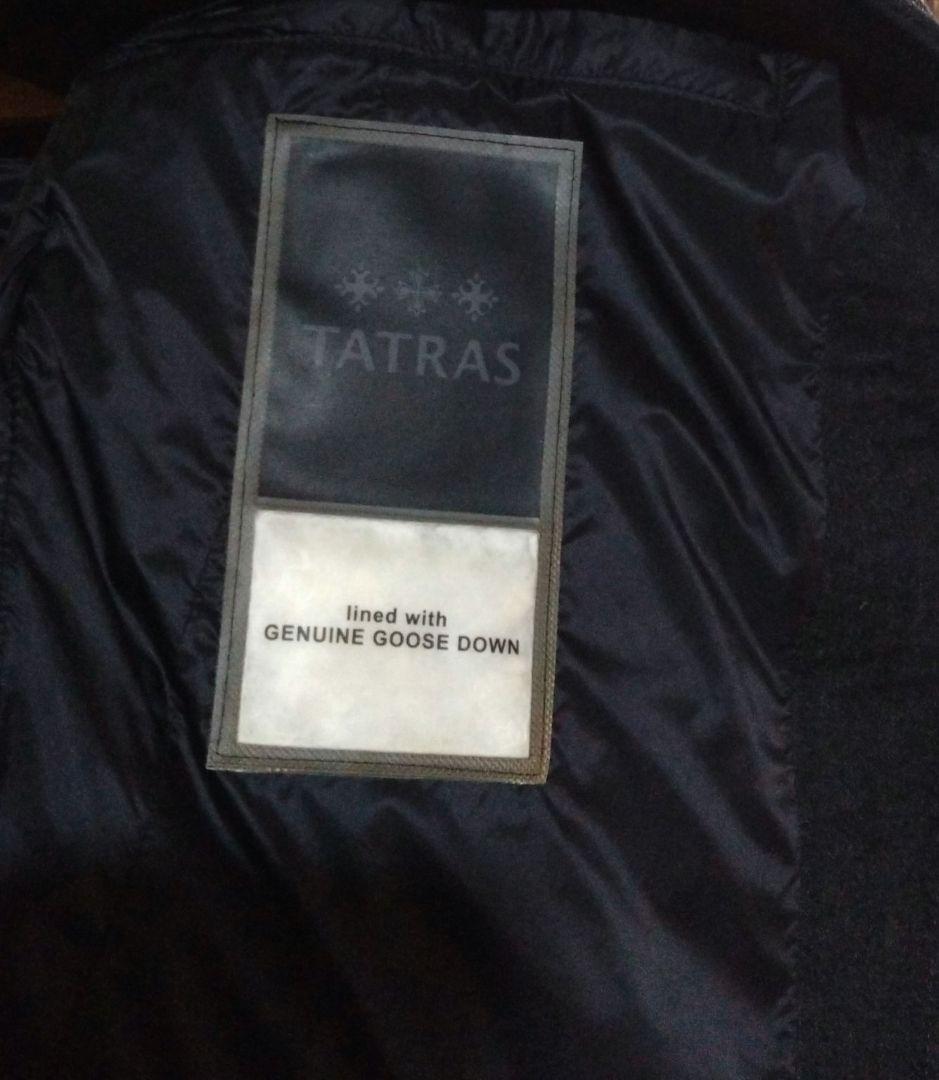 TATRAS
lined with
GENUINE GOOSE DOWN